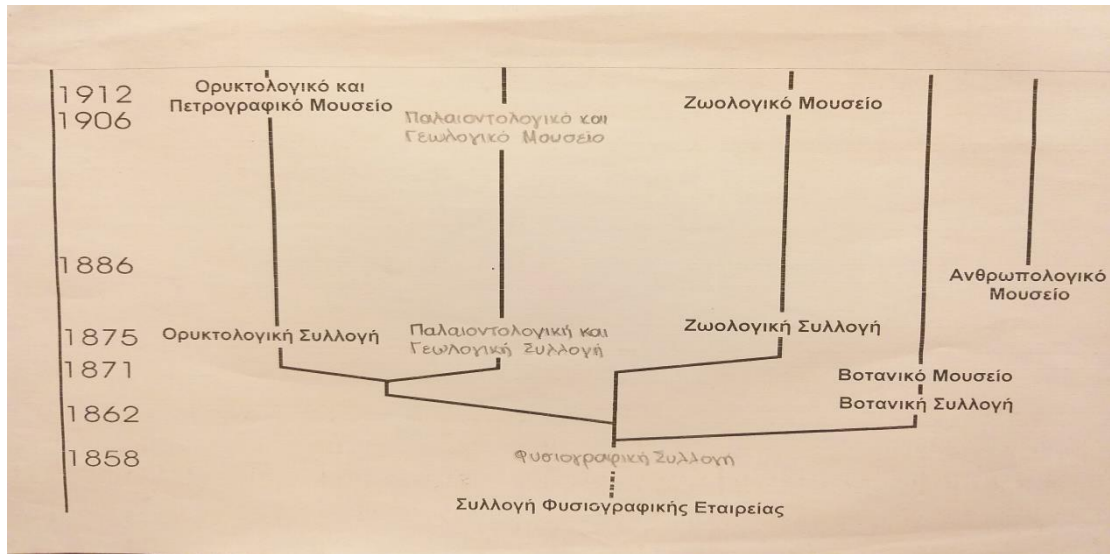 1912
1906
1886
1875
1871
1862
1858
Ορυκτολογικό και
Πετρογραφικό Μουσείο
Παλαιοντολογικό και
Γεωλογικό Μουσείο
Ζωολογικό Μουσείο
Ανθρωπολογικό
Μουσείο
Ορυκτολογική Συλλογή
Παλαιοντολογική και
Γεωλογική Συλλογή
Ζωολογική Συλλογή
Βοτανικό Μουσείο
Βοτανική Συλλογή
Φυσιογραφική Συλλογή
Συλλογή Φυσιογραφικής Εταιρείας